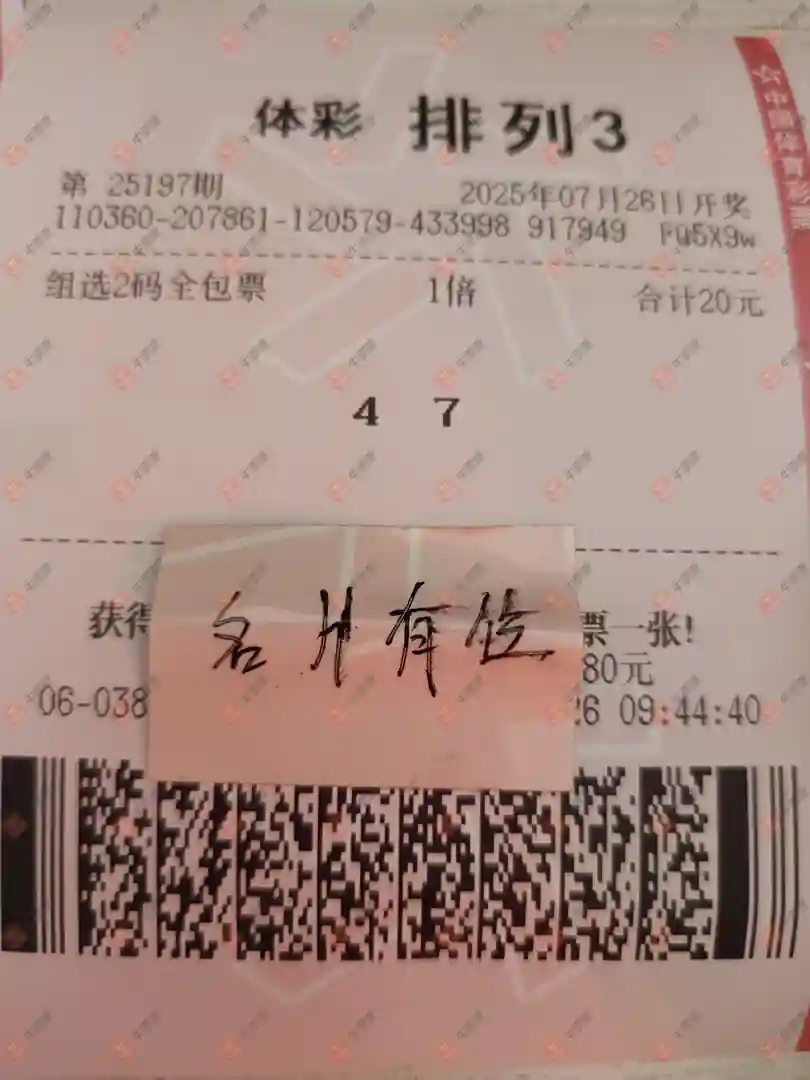 体彩 排列3
第 25197期 2025年07月26日开奖
110360-207861-120579-433998 917949 FQ5X9w
组选2码全包票 1倍 合计20元
4 7
获得 票一张!
名片有位
80元
06-038 26 09:44:40